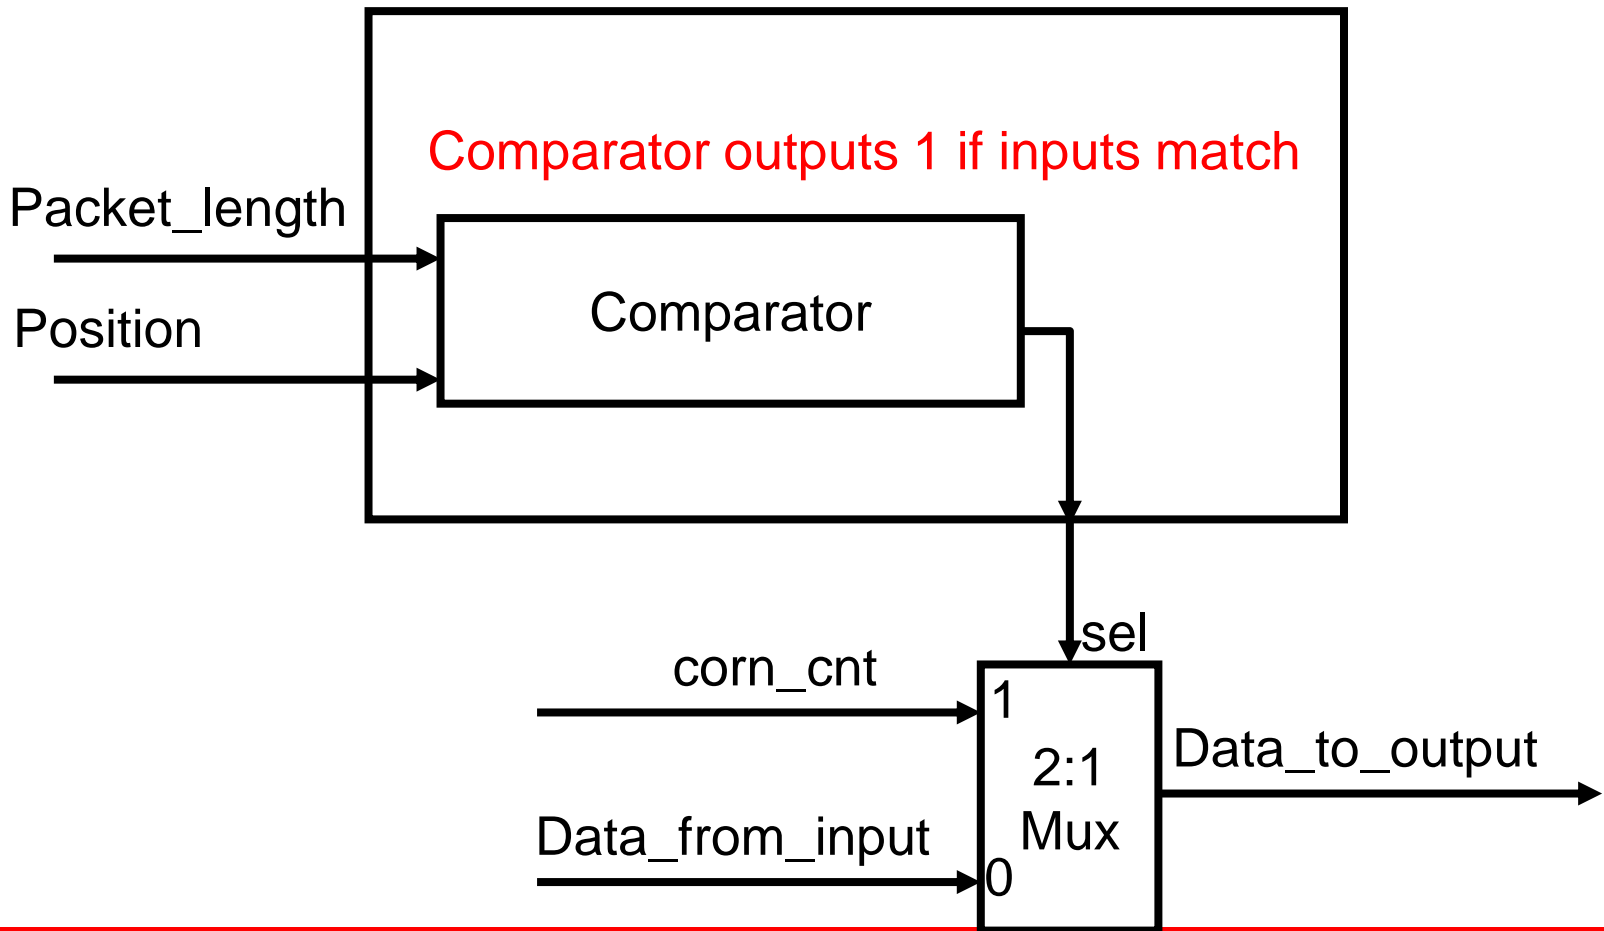 Comparator outputs 1 if inputs match
Packet_length
Comparator
Position
sel
corn_cnt
1
Data_to_output
2:1
Mux
Data_from_input
0